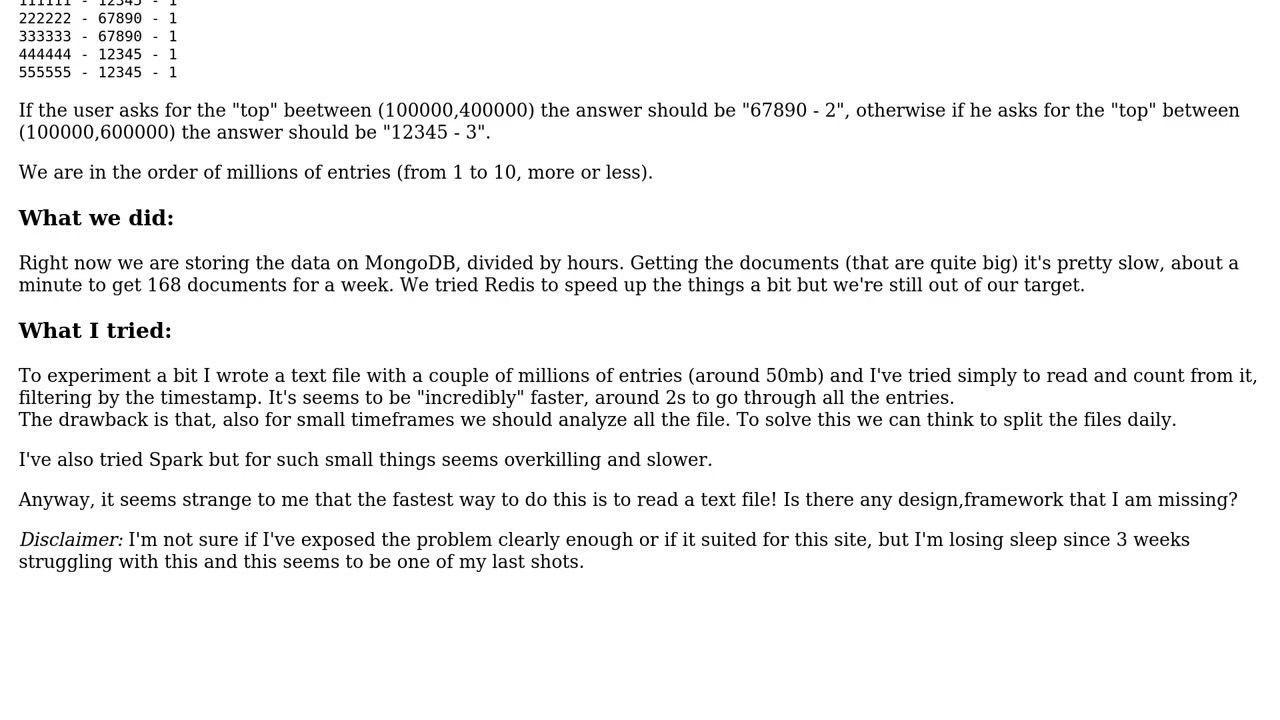 111111 - 12345 - 1
222222 - 67890 - 1
333333 - 67890 - 1
444444 - 12345 - 1
555555 - 12345 - 1
If the user asks for the "top" beetween (100000,400000) the answer should be "67890 - 2", otherwise if he asks for the "top" between
(100000,600000) the answer should be "12345 - 3".
We are in the order of millions of entries (from 1 to 10, more or less).
What we did:
Right now we are storing the data on MongoDB, divided by hours. Getting the documents (that are quite big) it's pretty slow, about a
minute to get 168 documents for a week. We tried Redis to speed up the things a bit but we're still out of our target.
What I tried:
To experiment a bit I wrote a text file with a couple of millions of entries (around 50mb) and I've tried simply to read and count from it,
filtering by the timestamp. It's seems to be "incredibly" faster, around 2s to go through all the entries.
The drawback is that, also for small timeframes we should analyze all the file. To solve this we can think to split the files daily.
I've also tried Spark but for such small things seems overkilling and slower.
Anyway, it seems strange to me that the fastest way to do this is to read a text file! Is there any design,framework that I am missing?
Disclaimer: I'm not sure if I've exposed the problem clearly enough or if it suited for this site, but I'm losing sleep since 3 weeks
struggling with this and this seems to be one of my last shots.